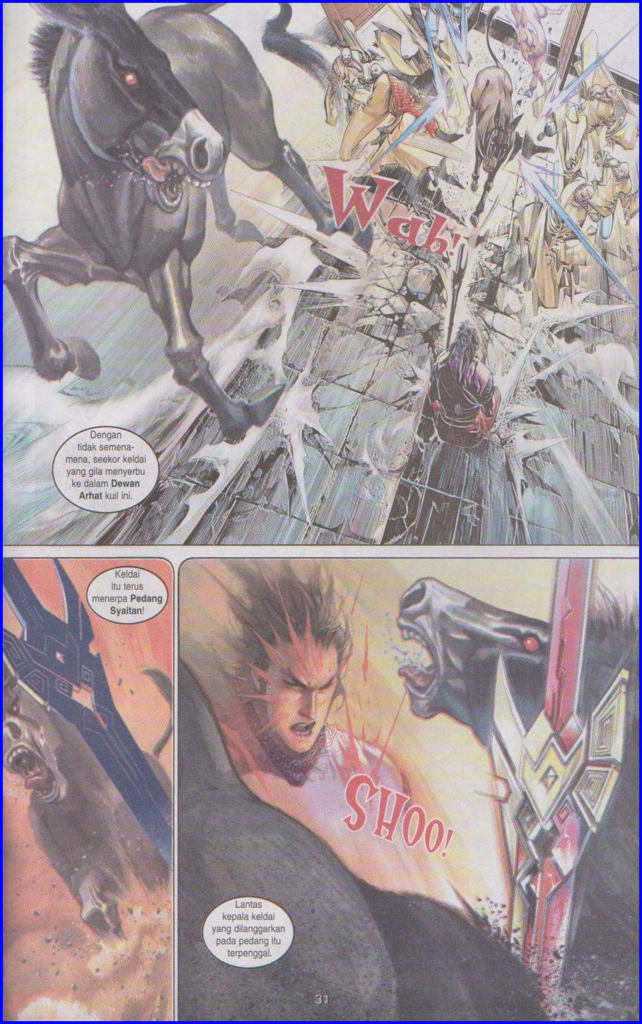 Wah!
Dengan
tidak semena-
mena, seekor keldai
yang gila menyerbu
ke dalam Dewan
Arhat kuil ini.
Keldai
itu terus
menerpa Pedang
Syaitan!
SHOO!
Lantas
kepala keldai
yang dilanggarkan
pada pedang itu
terpenggal.
31